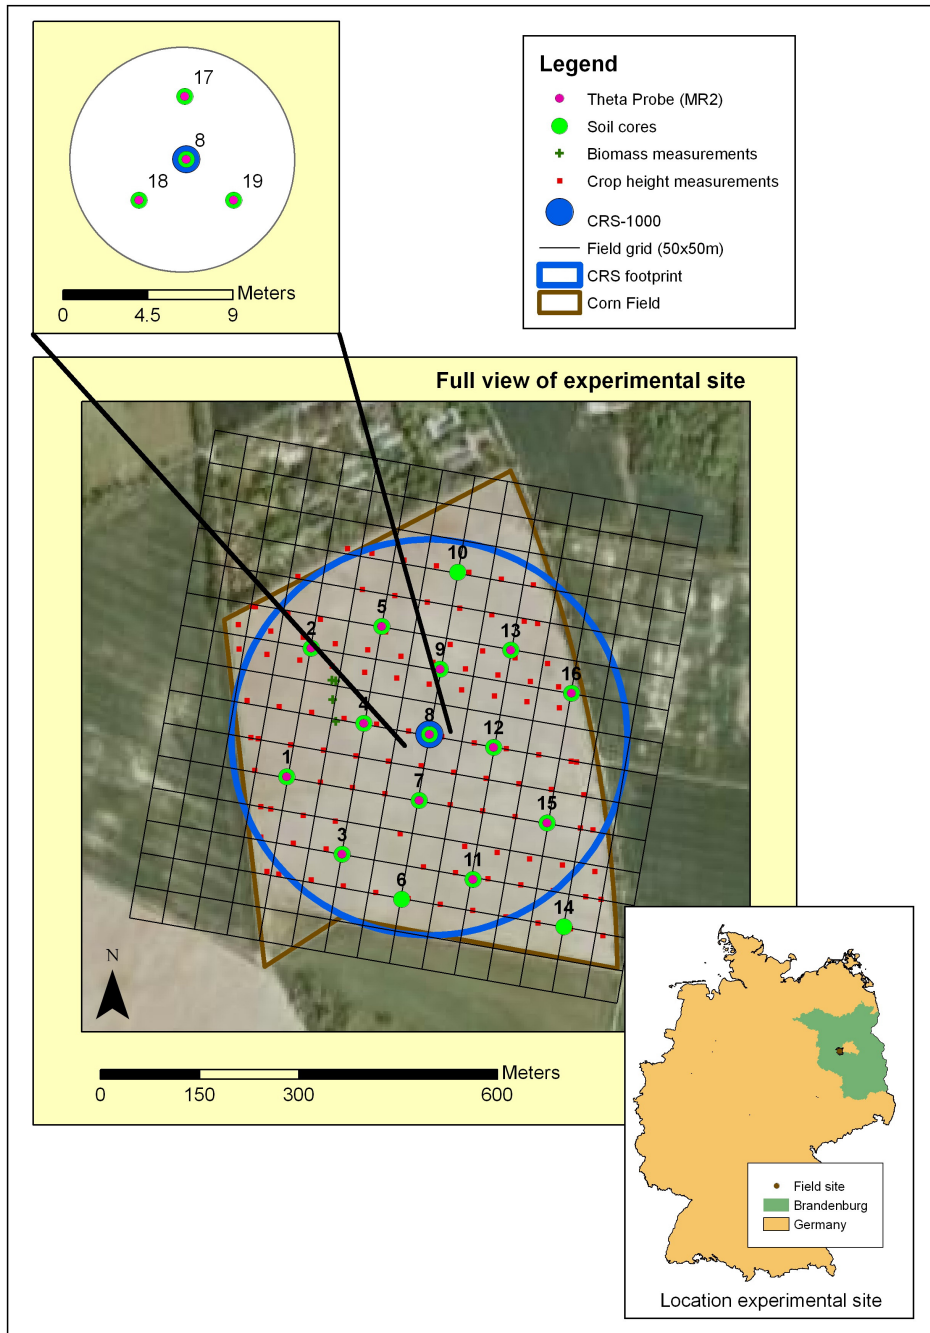 17
8
18
19
Meters
0
4.5
9
Legend
Theta Probe (MR2)
Soil cores
Biomass measurements
Crop height measurements
CRS-1000
Field grid (50x50m)
CRS footprint
Corn Field
Full view of experimental site
10
5
2
13
9
16
4
8
12
1
7
15
3
11
6
14
N
Meters
0
150
300
600
Field site
Brandenburg
Germany
Location experimental site